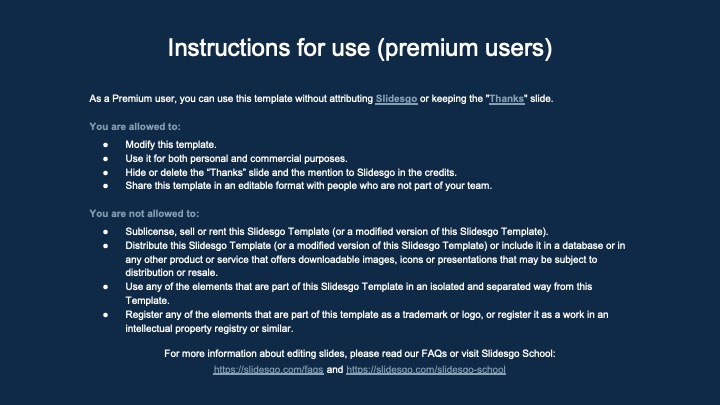 Instructions for use (premium users)
As a Premium user, you can use this template without attributing Slidesgo or keeping the "Thanks" slide.
You are allowed to:
● Modify this template.
● Use it for both personal and commercial purposes.
● Hide or delete the “Thanks” slide and the mention to Slidesgo in the credits.
● Share this template in an editable format with people who are not part of your team.
You are not allowed to:
● Sublicense, sell or rent this Slidesgo Template (or a modified version of this Slidesgo Template).
● Distribute this Slidesgo Template (or a modified version of this Slidesgo Template) or include it in a database or in
any other product or service that offers downloadable images, icons or presentations that may be subject to
distribution or resale.
● Use any of the elements that are part of this Slidesgo Template in an isolated and separated way from this
Template.
● Register any of the elements that are part of this template as a trademark or logo, or register it as a work in an
intellectual property registry or similar.
For more information about editing slides, please read our FAQs or visit Slidesgo School:
https://slidesgo.com/faqs and https://slidesgo.com/slidesgo-school